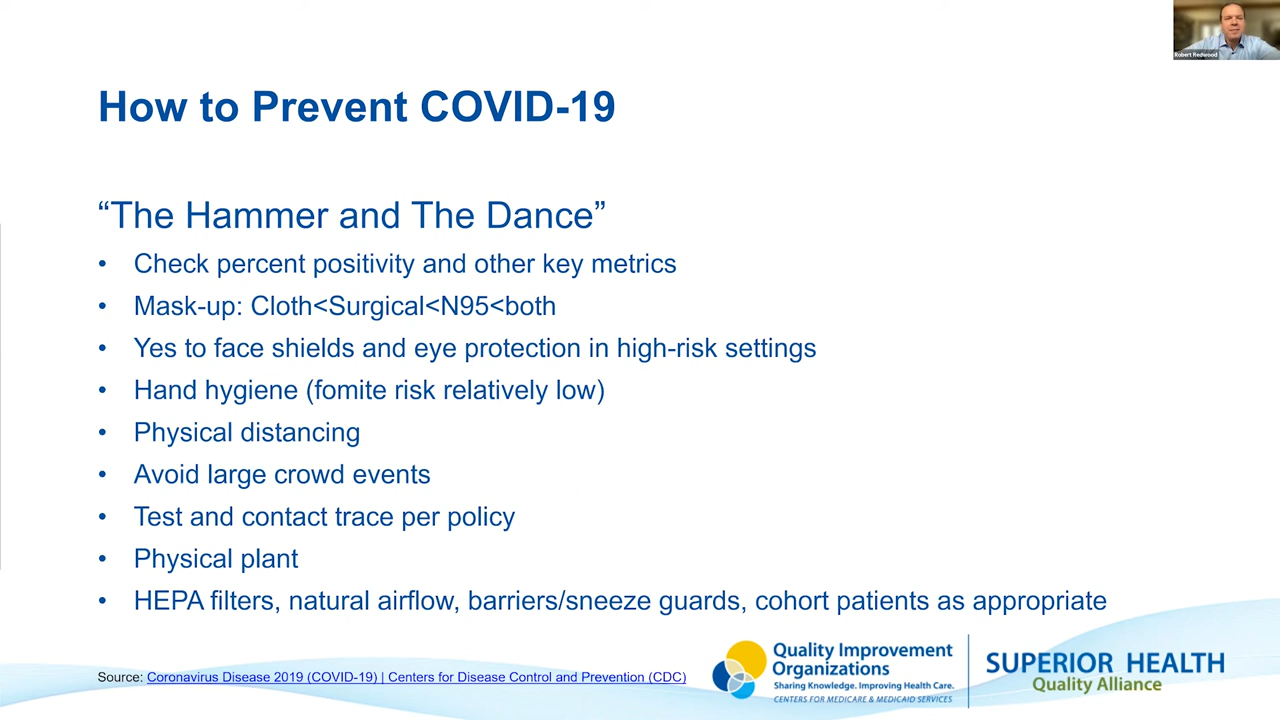 Robert Redwood
How to Prevent COVID-19
“The Hammer and The Dance”
• Check percent positivity and other key metrics
• Mask-up: Cloth<Surgical<N95<both
• Yes to face shields and eye protection in high-risk settings
• Hand hygiene (fomite risk relatively low)
• Physical distancing
• Avoid large crowd events
• Test and contact trace per policy
• Physical plant
• HEPA filters, natural airflow, barriers/sneeze guards, cohort patients as appropriate
Source: Coronavirus Disease 2019 (COVID-19) | Centers for Disease Control and Prevention (CDC)
Quality Improvement
Organizations
Sharing Knowledge. Improving Health Care.
CENTERS FOR MEDICARE & MEDICAID SERVICES
SUPERIOR HEALTH
Quality Alliance